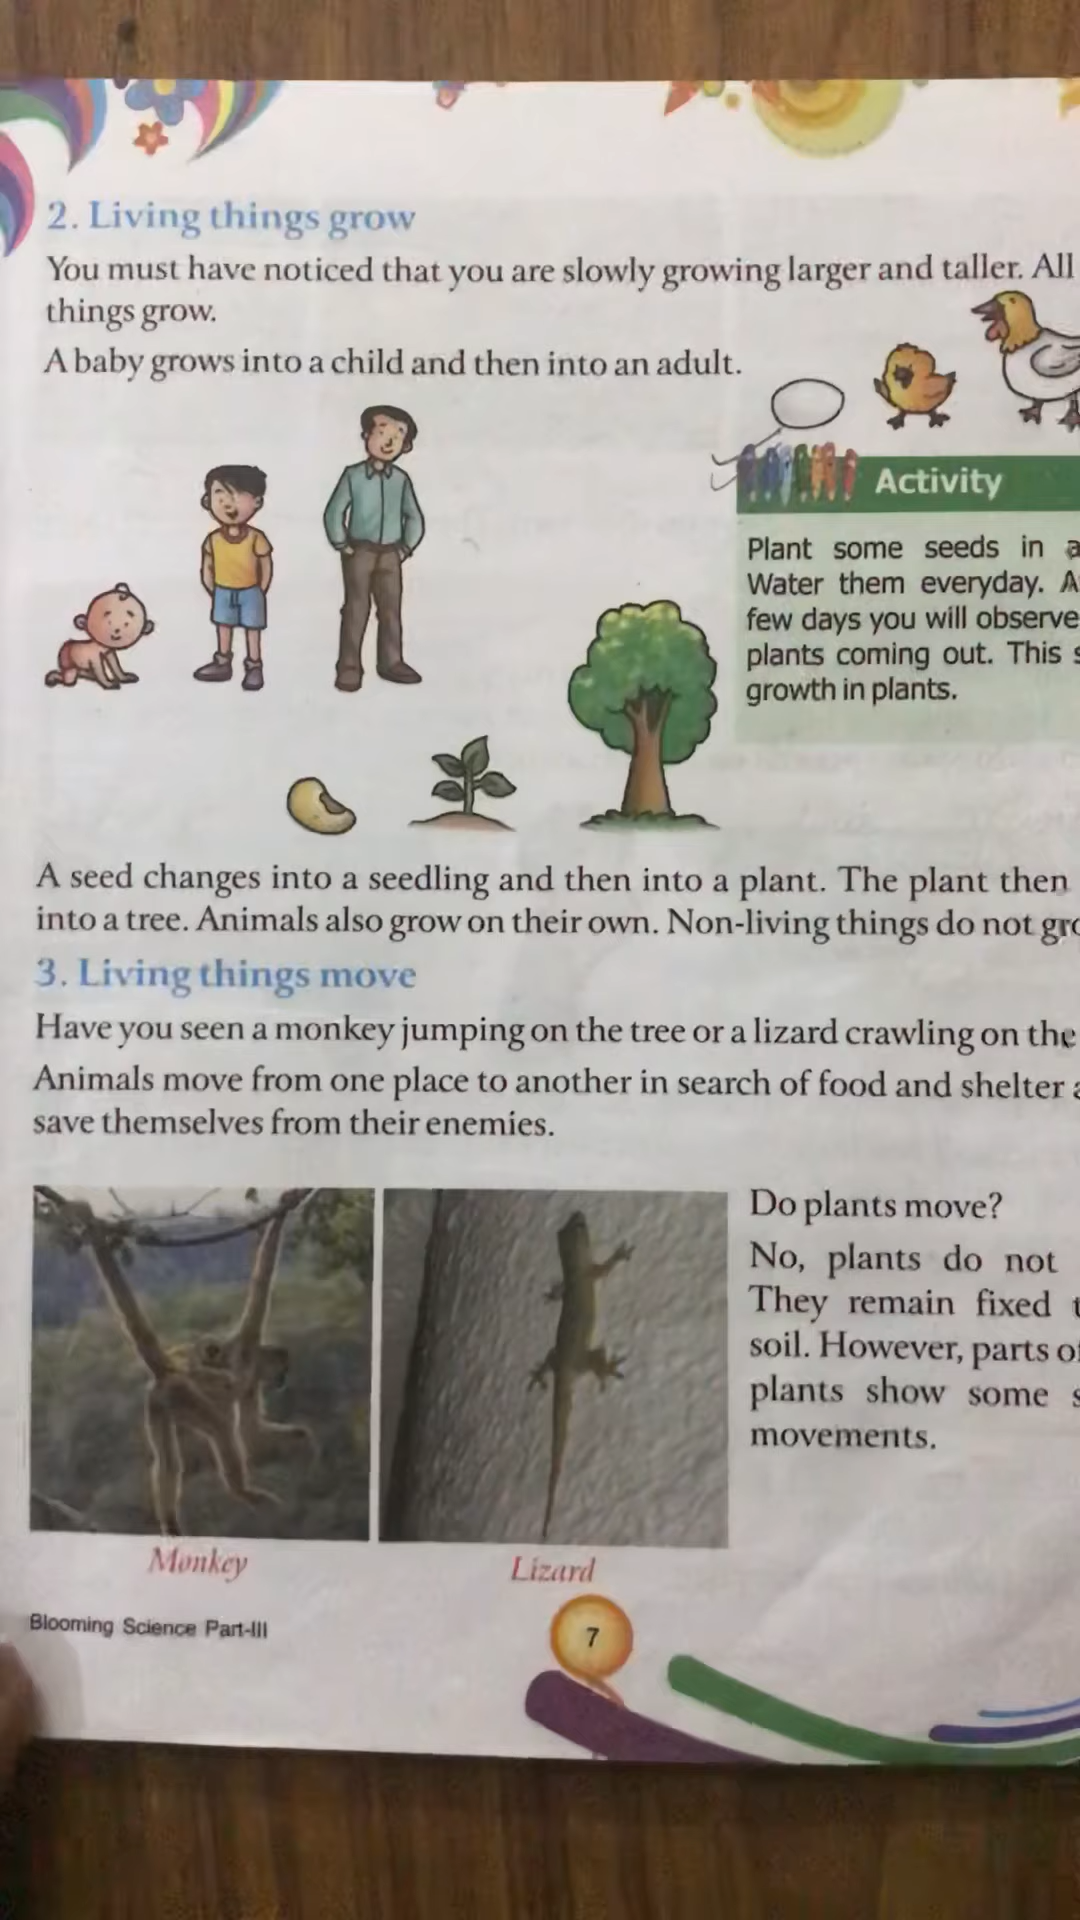 2. Living things grow
You must have noticed that you are slowly growing larger and taller. All
things grow.
A baby grows into a child and then into an adult.
Activity
Plant some seeds in a
Water them everyday. A
few days you will observe
plants coming out. This s
growth in plants.
A seed changes into a seedling and then into a plant. The plant then
into a tree. Animals also grow on their own. Non-living things do not gro
3. Living things move
Have you seen a monkey jumping on the tree or a lizard crawling on the
Animals move from one place to another in search of food and shelter a
save themselves from their enemies.
Do plants move?
No, plants do not
They remain fixed t
soil. However, parts of
plants show some s
movements.
Monkey
Lizard
Blooming Science Part-III
7